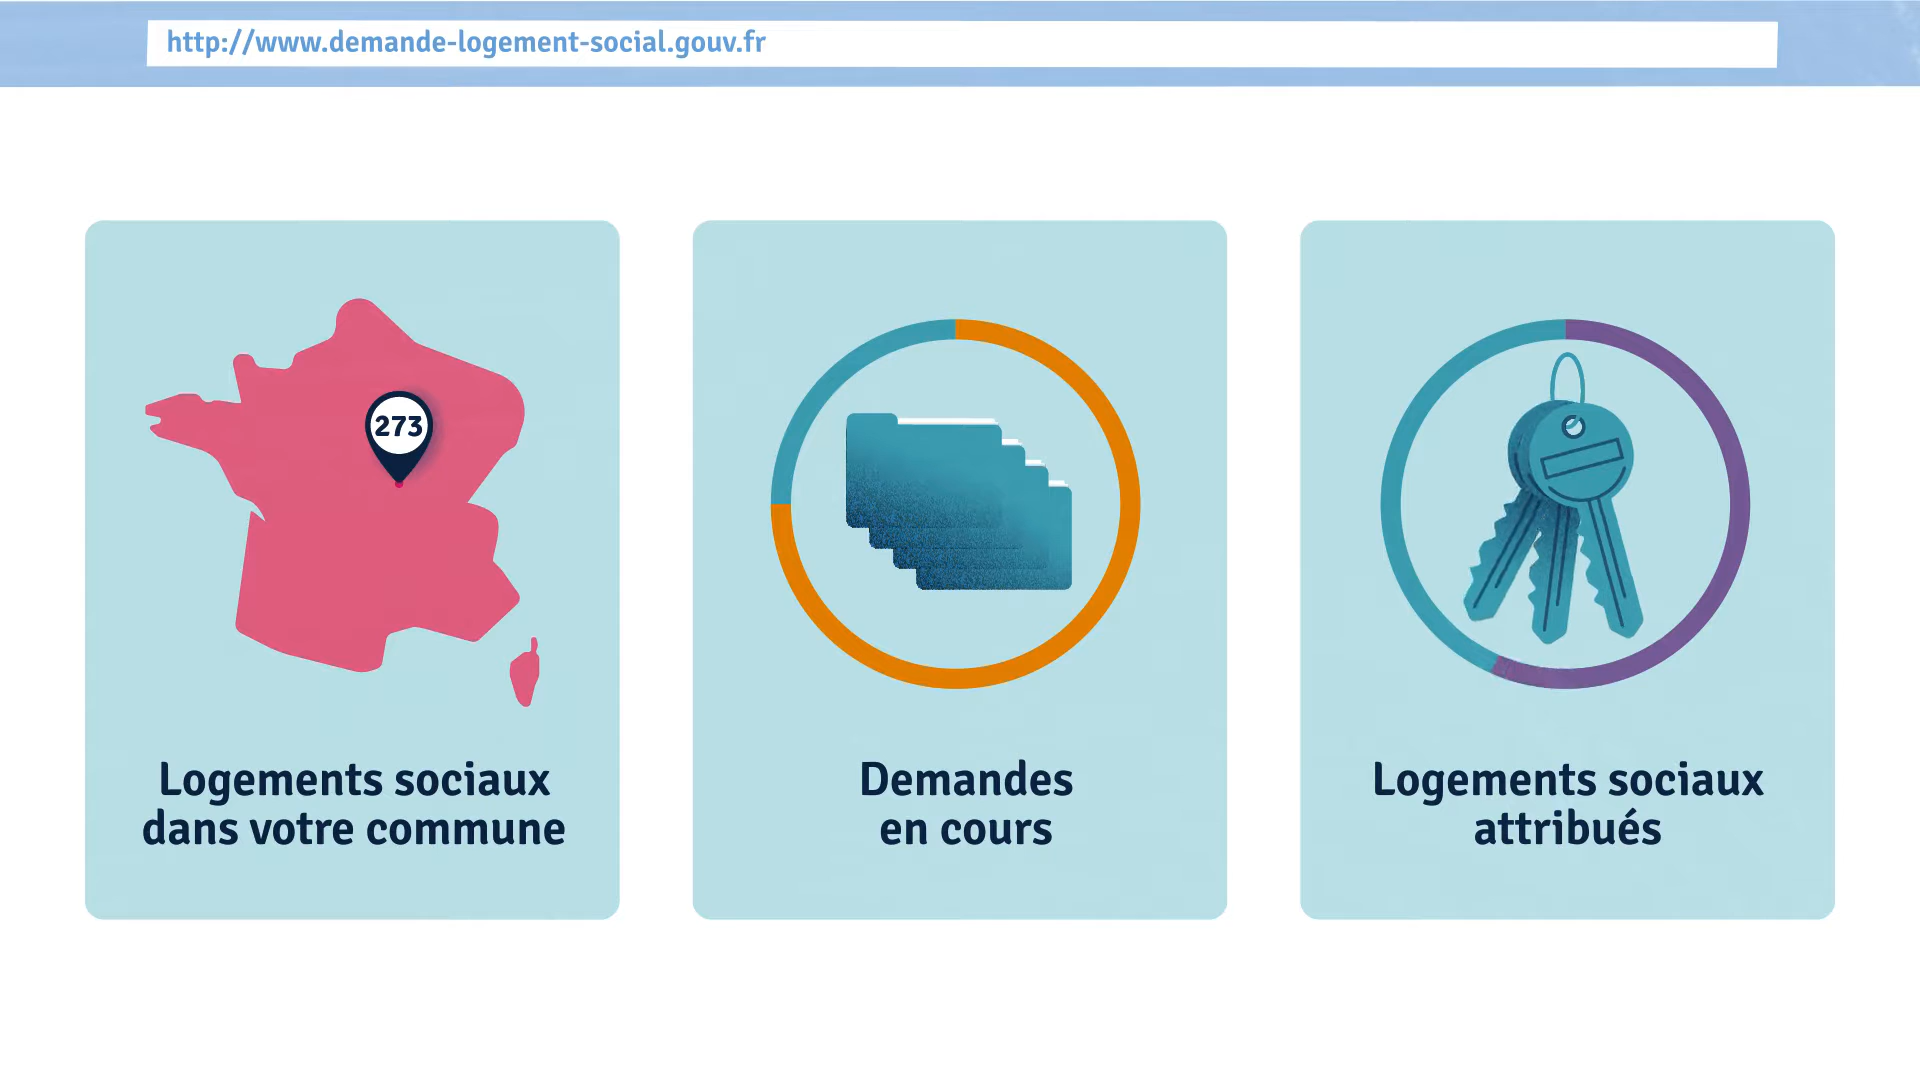 http://www.demande-logement-social.gouv.fr
273
Logements sociaux
dans votre commune
Demandes
en cours
Logements sociaux
attribués